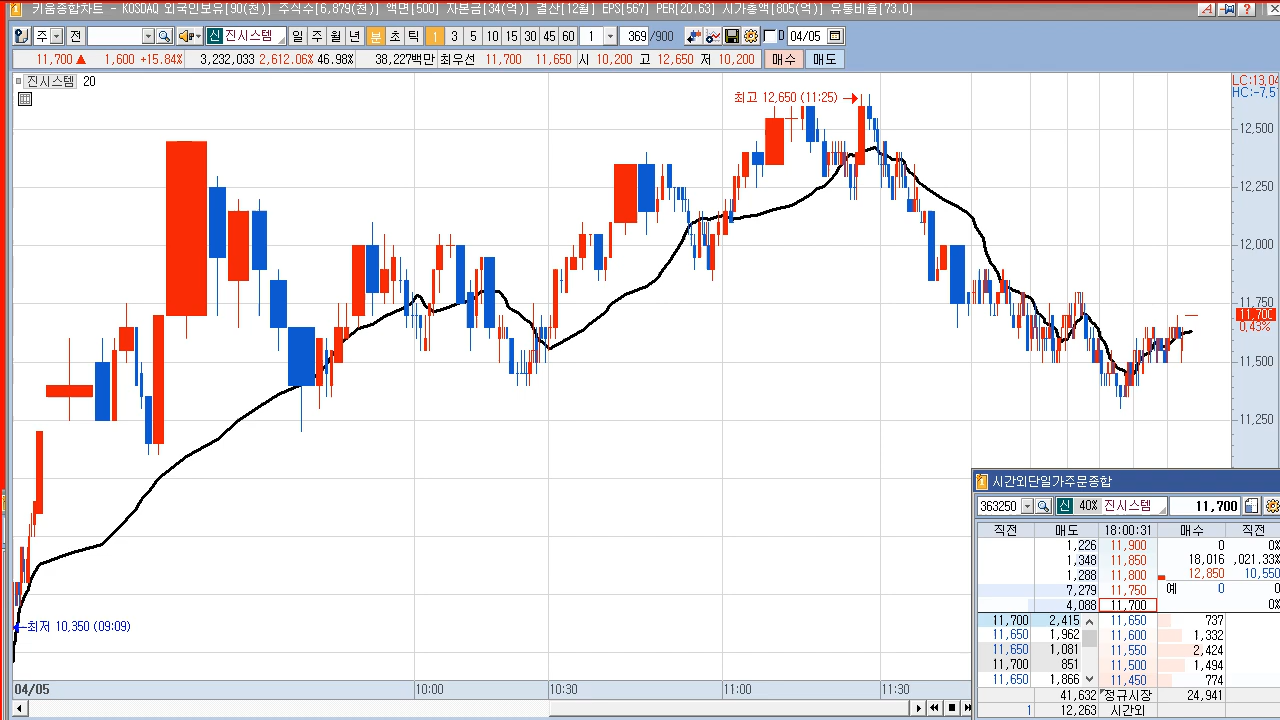 키움종합차트 - KOSDAQ 외국인보유[90(천)] 주식수[6,879(천)] 액면[500] 자본금[34(억)] 결산[12월] EPS[567] PER[20.63] 시가총액[805(억)] 유통비율[73.0]
주 전 신 진시스템 일 주 월 년 분 초 틱 1 3 5 10 15 30 45 60 1 369 /900 D 04/05
11,700 ▲ 1,600 +15.84% 3,232,033 2,612.06% 46.98% 38,227백만 최우선 11,700 11,650 시 10,200 고 12,650 저 10,200 매수 매도
진시스템 20
LC:13,04
HC:-7,51
최고 12,650 (11:25)
12,500
12,250
12,000
11,750
11,700
0,43%
11,500
11,250
최저 10,350 (09:09)
04/05 10:00 10:30 11:00 11:30
시간외단일가주문종합
363250 신 40% 진시스템 11,700
직전 매도 18:00:31 매수 직전
1,226 11,900 0 0%
1,348 11,850 18,016 ,021.33%
1,288 11,800 12,850 10,550
7,279 11,750 예 0 0
4,088 11,700 0%
11,700 2,415 11,650 737
11,650 1,962 11,600 1,332
11,650 1,081 11,550 2,424
11,700 851 11,500 1,494
11,650 1,866 11,450 774
41,632 정규시장 24,941
1 12,263 시간외